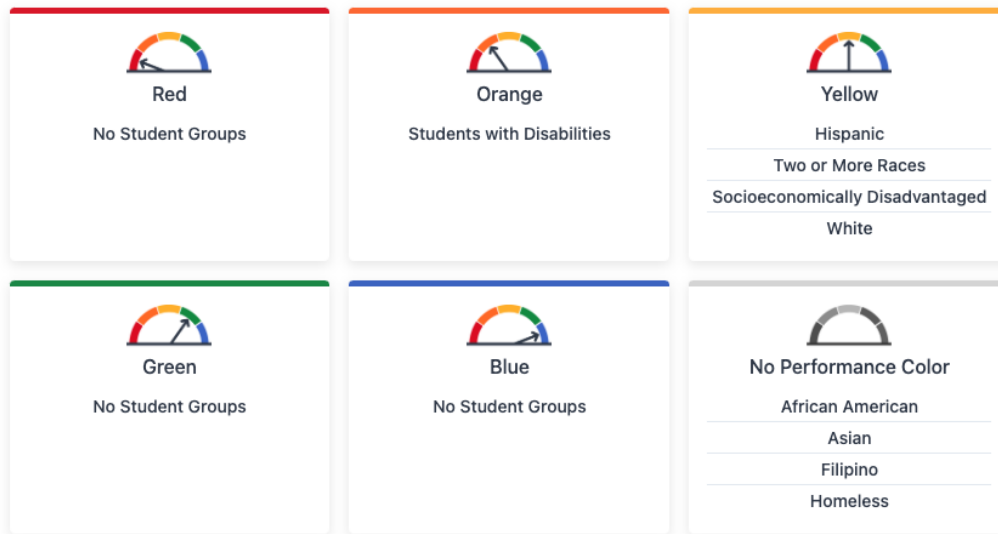 Red
No Student Groups
Orange
Students with Disabilities
Yellow
Hispanic
Two or More Races
Socioeconomically Disadvantaged
White
Green
No Student Groups
Blue
No Student Groups
No Performance Color
African American
Asian
Filipino
Homeless